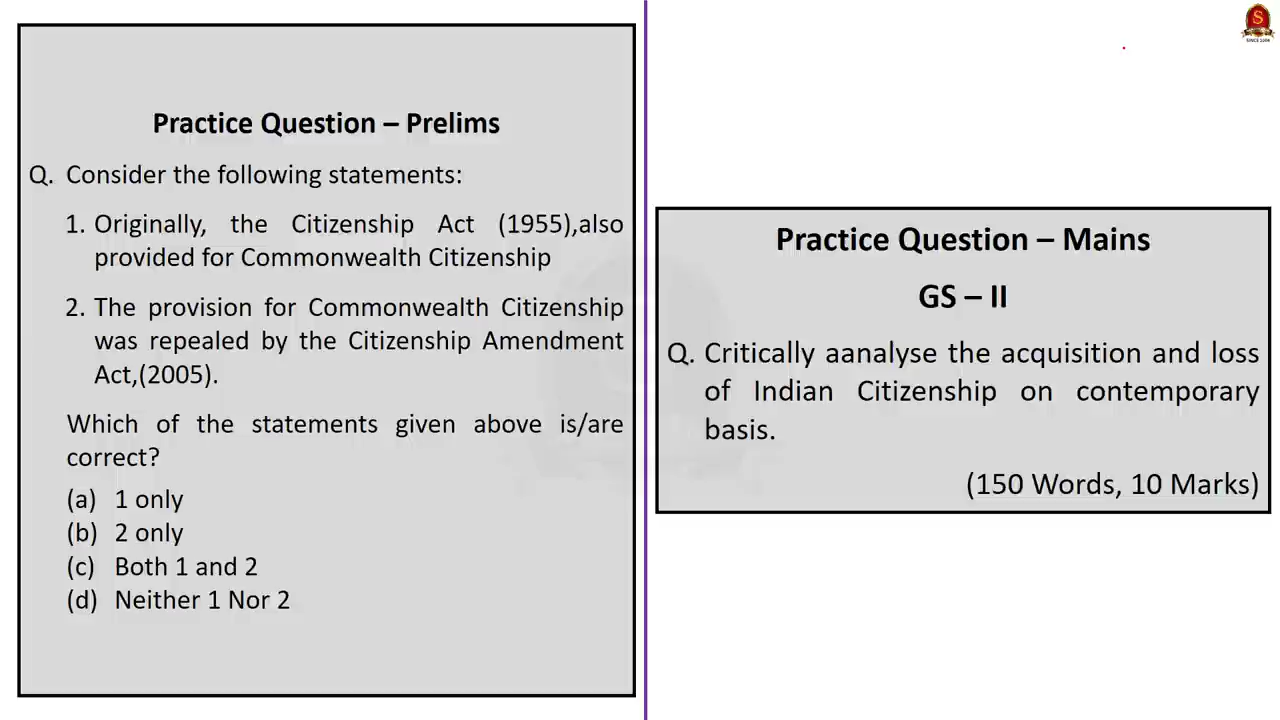 Practice Question – Prelims
Q. Consider the following statements:
1. Originally, the Citizenship Act (1955),also
provided for Commonwealth Citizenship
2. The provision for Commonwealth Citizenship
was repealed by the Citizenship Amendment
Act,(2005).
Which of the statements given above is/are
correct?
(a) 1 only
(b) 2 only
(c) Both 1 and 2
(d) Neither 1 Nor 2
S
Practice Question – Mains
GS – II
Q. Critically aanalyse the acquisition and loss
of Indian Citizenship on contemporary
basis.
(150 Words, 10 Marks)